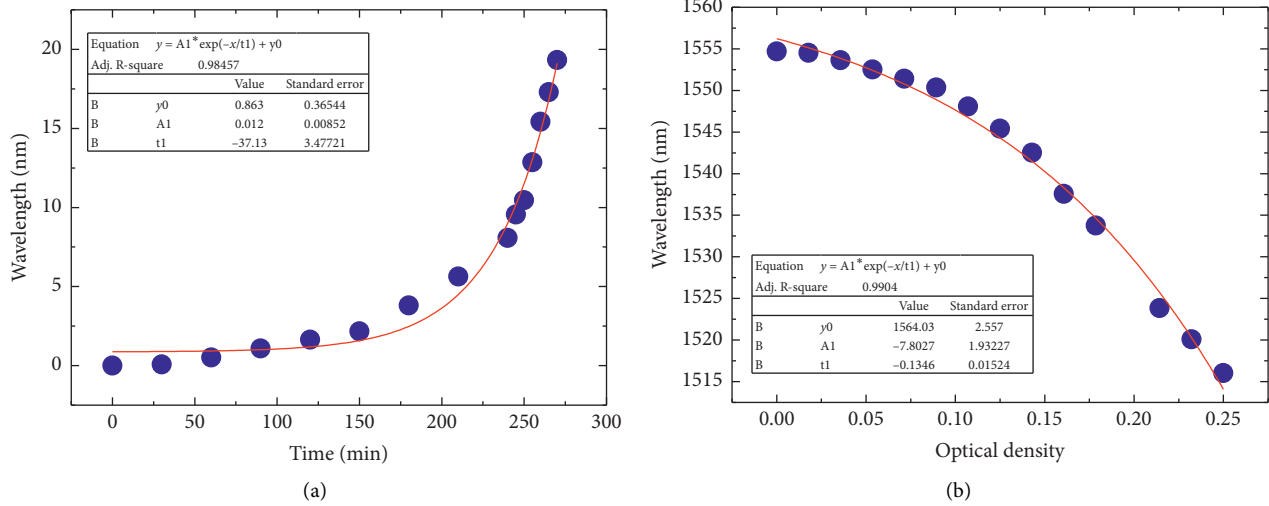 20
15
10
5
0
Wavelength (nm)
Equation y = A1*exp(–x/t1) + y0
Adj. R-square 0.98457
Value Standard error
B y0 0.863 0.36544
B A1 0.012 0.00852
B t1 –37.13 3.47721
0 50 100 150 200 250 300
Time (min)
(a)
1560
1555
1550
1545
1540
1535
1530
1525
1520
1515
Wavelength (nm)
Equation y = A1*exp(–x/t1) + y0
Adj. R-square 0.9904
Value Standard error
B y0 1564.03 2.557
B A1 –7.8027 1.93227
B t1 –0.1346 0.01524
0.00 0.05 0.10 0.15 0.20 0.25
Optical density
(b)